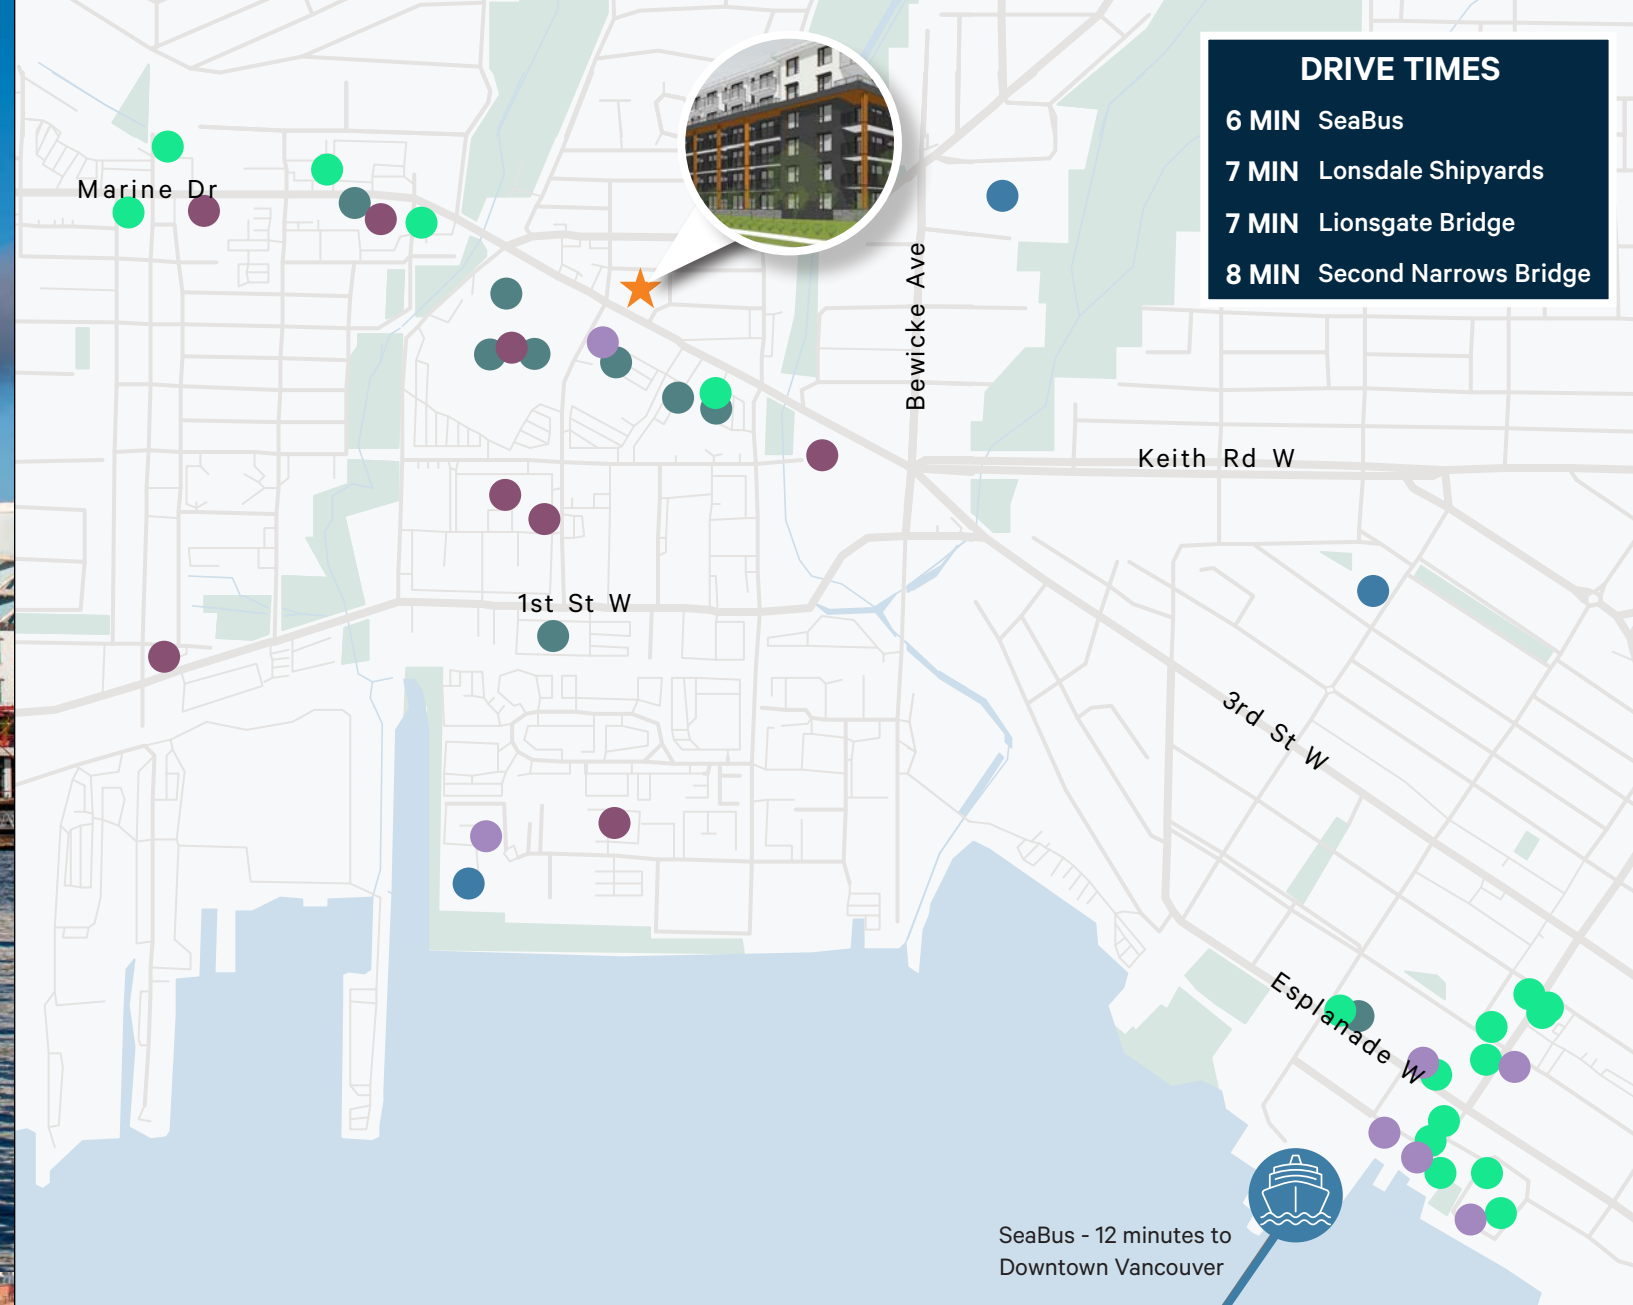 DRIVE TIMES
6 MIN SeaBus
7 MIN Lonsdale Shipyards
7 MIN Lionsgate Bridge
8 MIN Second Narrows Bridge
Marine Dr
Bewicke Ave
Keith Rd W
1st St W
3rd St W
Esplanade W
SeaBus - 12 minutes to
Downtown Vancouver